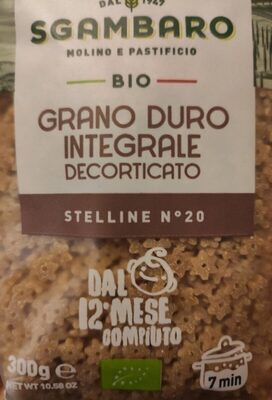 DAL 1947
SGAMBARO
MOLINO E PASTIFICIO
BIO
GRANO DURO
INTEGRALE
DECORTICATO
STELLINE N°20
DAL
12° MESE
COMPIUTO
300g e
NET WT 10.58 OZ
7 min